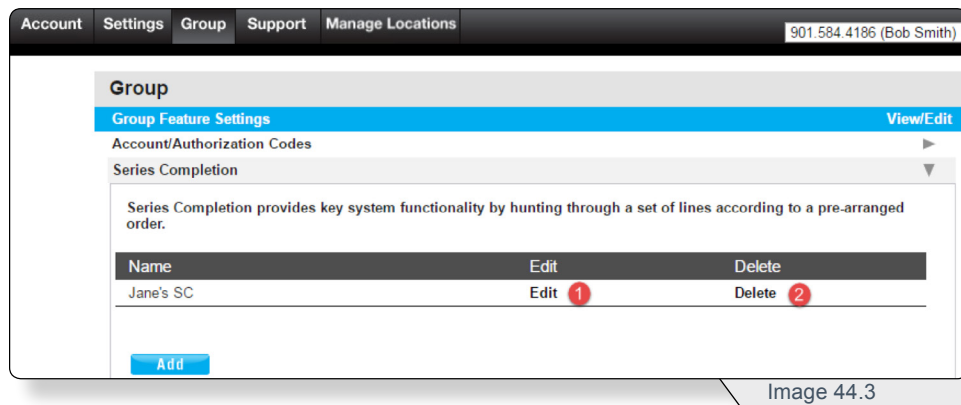 Account Settings Group Support Manage Locations
901.584.4186 (Bob Smith)
Group
Group Feature Settings View/Edit
Account/Authorization Codes
Series Completion
Series Completion provides key system functionality by hunting through a set of lines according to a pre-arranged
order.
Name Edit Delete
Jane's SC Edit 1 Delete 2
Add
Image 44.3